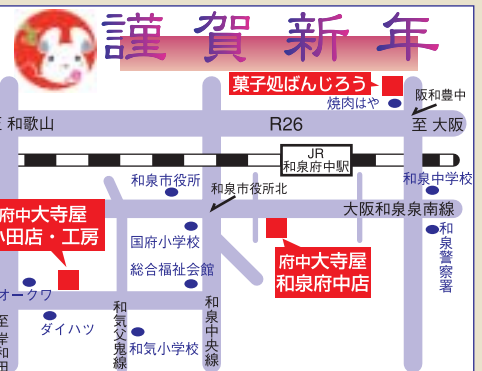 謹賀新年
菓子処ばんじろう
焼肉はや
阪和豊中
至 和歌山
R26
至 大阪
JR
和泉府中駅
和泉市役所
和泉市役所北
和泉中学校
府中大寺屋
小田店・工房
大阪和泉泉南線
国府小学校
和泉警察署
総合福祉会館
府中大寺屋
和泉府中店
オークワ
ダイハツ
至岸和田
和気父鬼線
和気小学校
和泉中央線